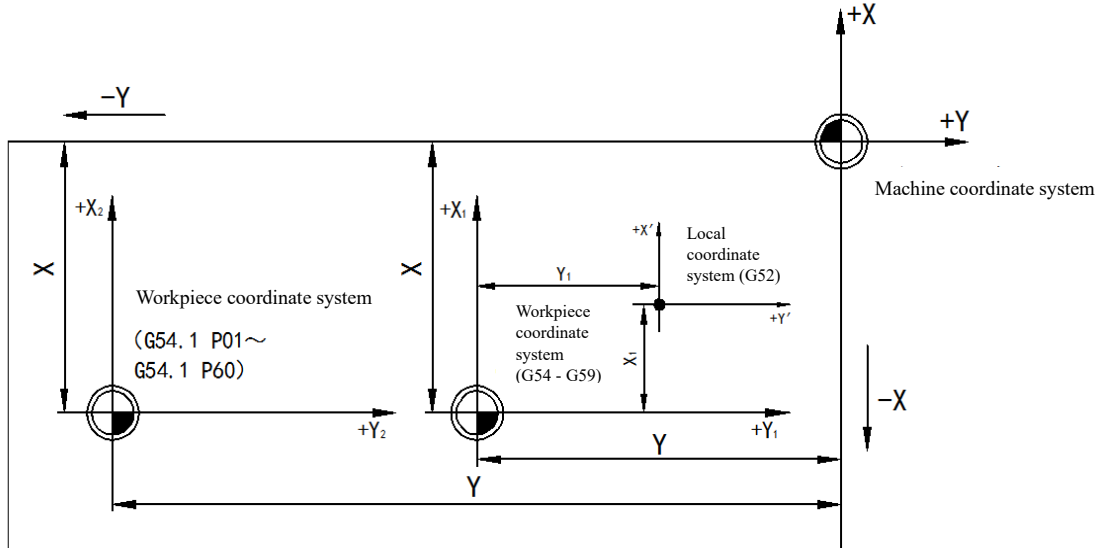 +X
−Y
+Y
Machine coordinate system
+X₂
+X₁
+X′
Local
coordinate
system (G52)
X
X
Y₁
Workpiece coordinate system
Workpiece
coordinate
system
(G54 - G59)
+Y′
(G54.1 P01～
G54.1 P60)
X₁
−X
+Y₂
+Y₁
Y
Y